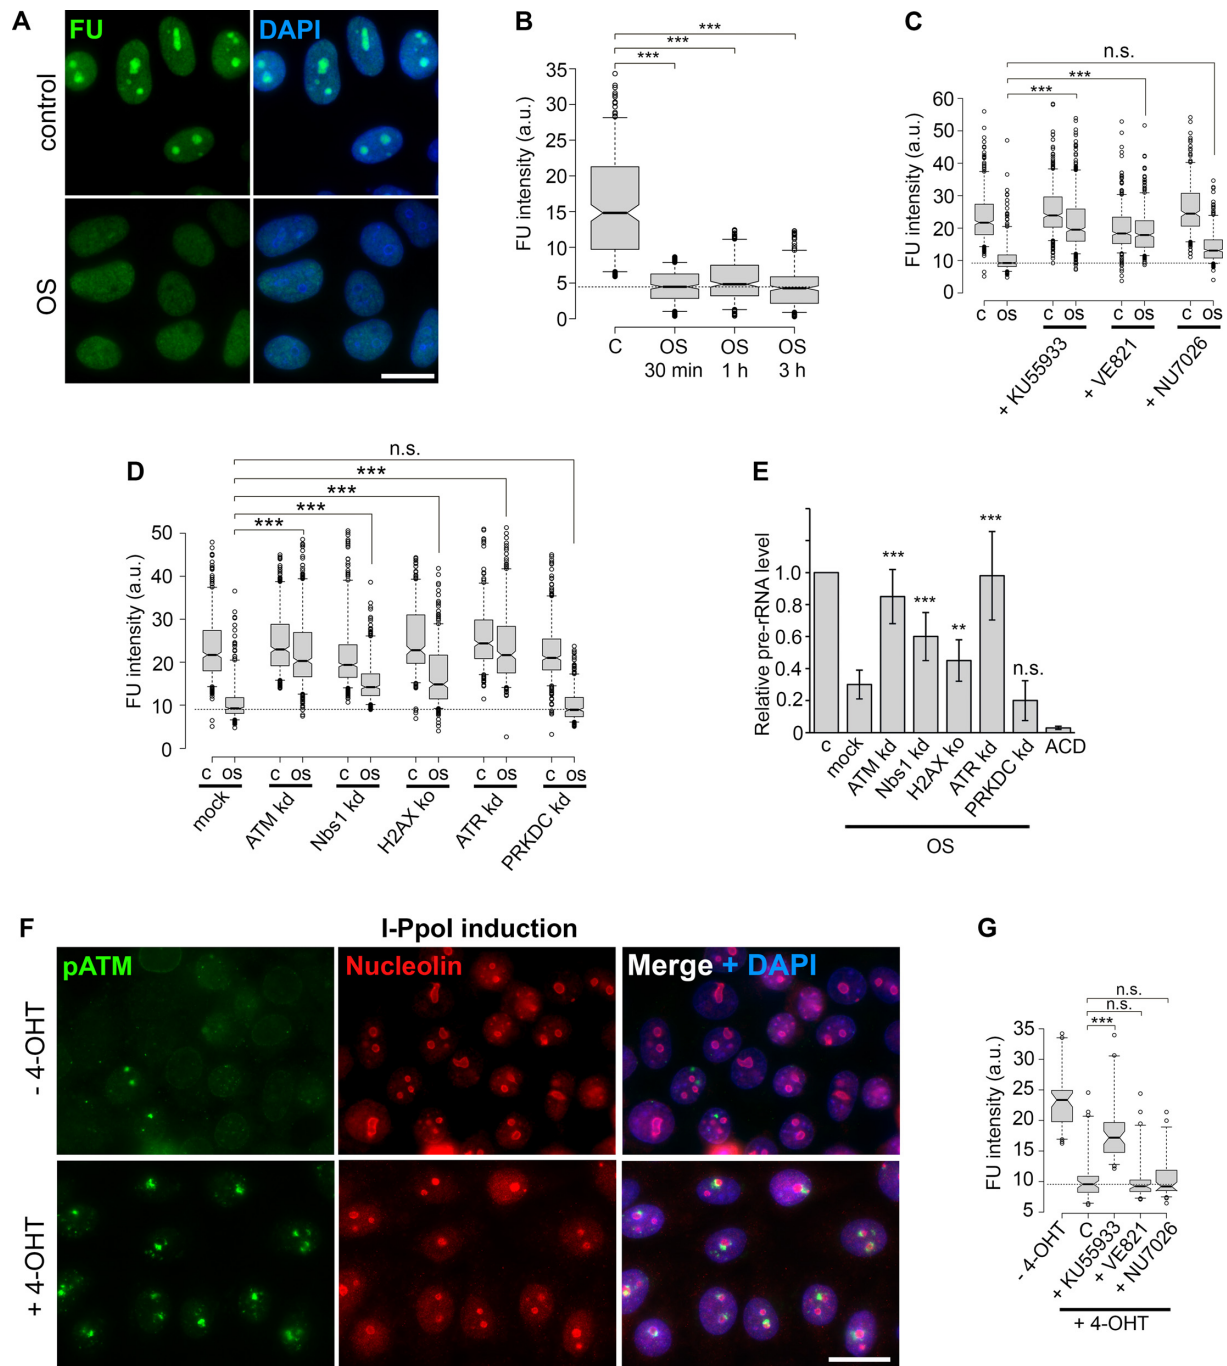 A
FU
DAPI
control
OS
B
***
***
***
FU intensity (a.u.)
35
30
25
20
15
10
5
0
C OS OS OS
30 min 1 h 3 h
C
n.s.
***
***
FU intensity (a.u.)
60
50
40
30
20
10
0
C OS C OS C OS C OS
+ KU55933
+ VE821
+ NU7026
D
n.s.
***
***
***
***
FU intensity (a.u.)
50
40
30
20
10
0
C OS C OS C OS C OS C OS C OS
mock
ATM kd
Nbs1 kd
H2AX ko
ATR kd
PRKDC kd
E
Relative pre-rRNA level
1.0
0.8
0.6
0.4
0.2
0
***
***
**
***
n.s.
C
mock
ATM kd
Nbs1 kd
H2AX ko
ATR kd
PRKDC kd
ACD
OS
F
I-PpoI induction
pATM
Nucleolin
Merge + DAPI
- 4-OHT
+ 4-OHT
G
n.s.
n.s.
***
FU intensity (a.u.)
35
30
25
20
15
10
5
- 4-OHT
C
+ KU55933
+ VE821
+ NU7026
+ 4-OHT